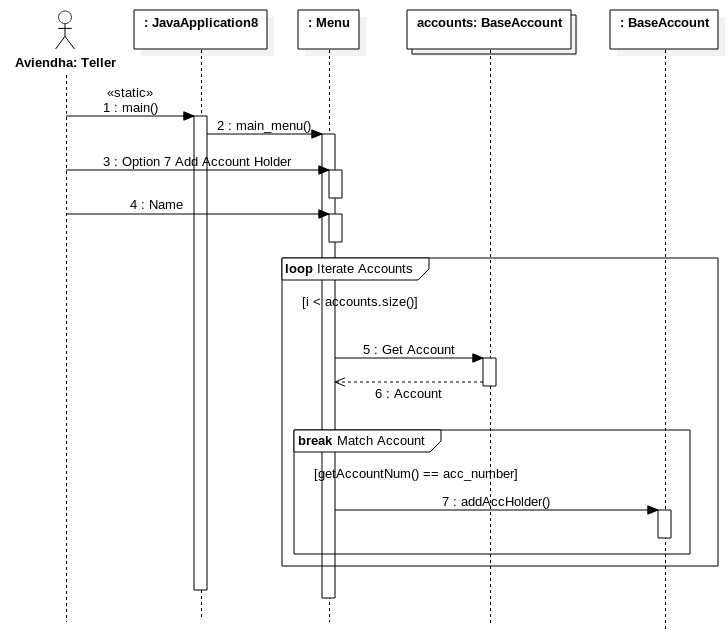 : JavaApplication8
: Menu
accounts: BaseAccount
: BaseAccount
Aviendha: Teller
«static»
1 : main()
2 : main_menu()
3 : Option 7 Add Account Holder
4 : Name
loop Iterate Accounts
[i < accounts.size()]
5 : Get Account
6 : Account
break Match Account
[getAccountNum() == acc_number]
7 : addAccHolder()